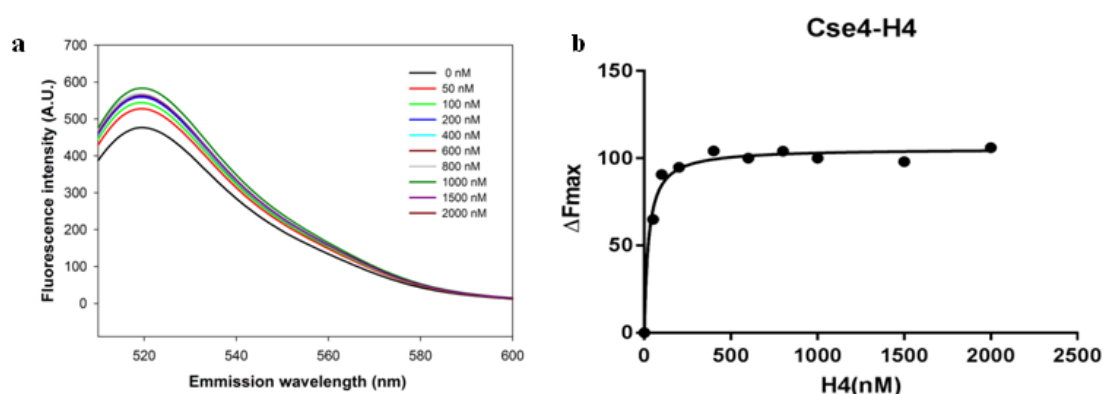 a
700
600
500
400
300
200
100
0
Fluorescence intensity (A.U.)
520 540 560 580 600
Emmission wavelength (nm)
0 nM
50 nM
100 nM
200 nM
400 nM
600 nM
800 nM
1000 nM
1500 nM
2000 nM
b
Cse4-H4
150
100
50
0
ΔFmax
0 500 1000 1500 2000 2500
H4(nM)